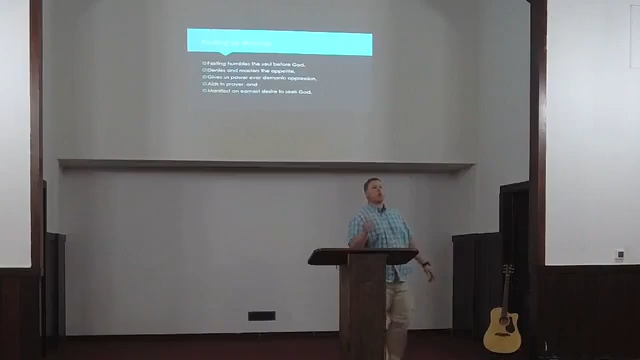 Fasting humbles the soul before God,
Denies and masters the appetite,
Gives us power over demonic oppression,
Aids in prayer, and
Manifest an earnest desire to seek God.